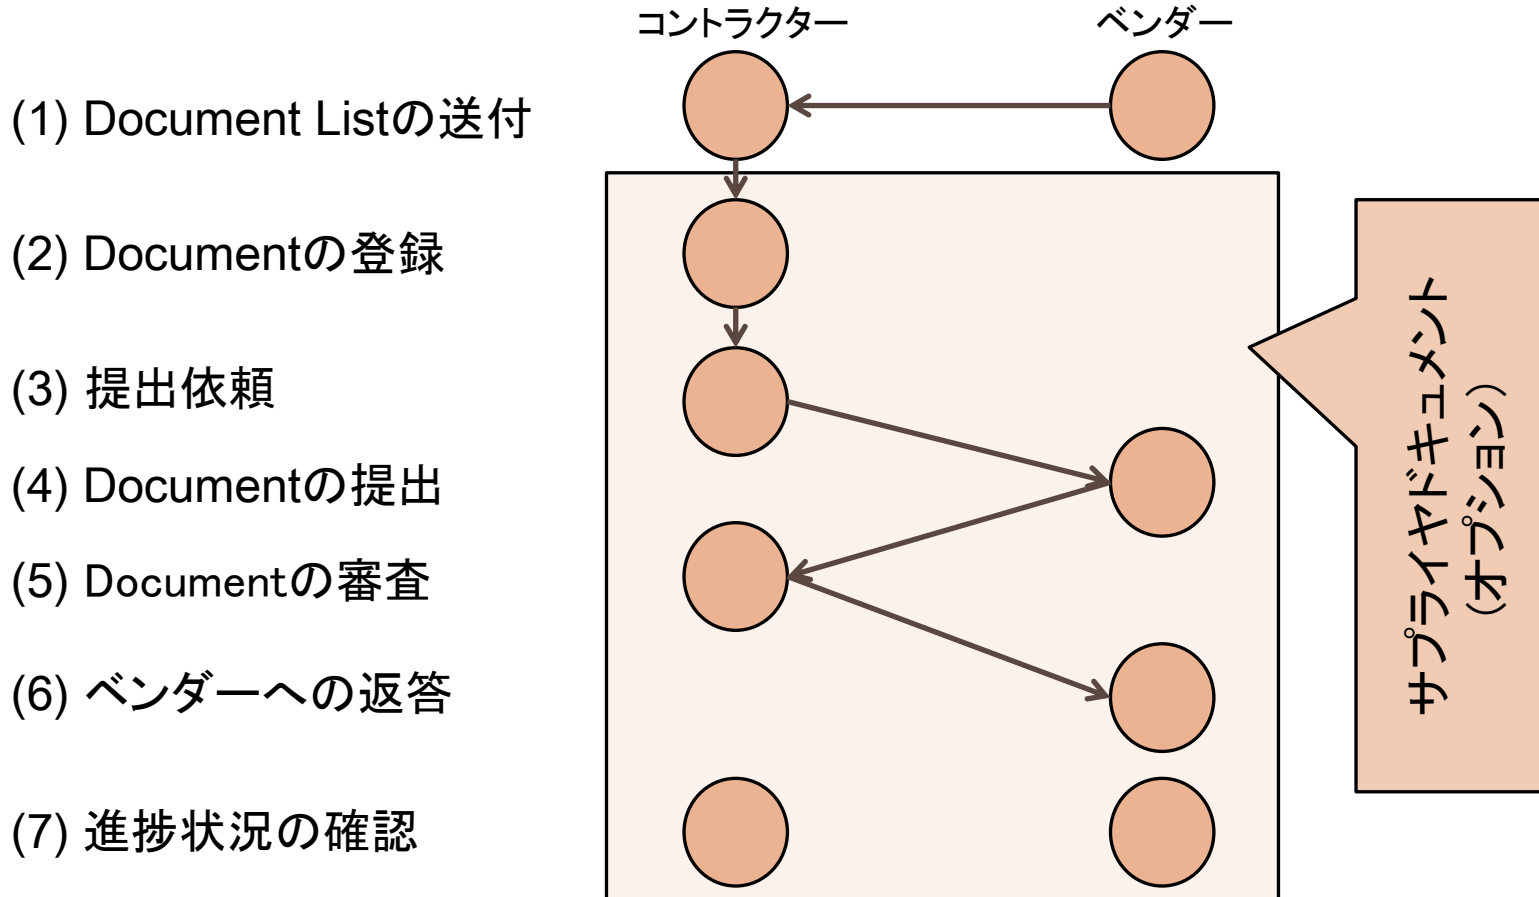 コントラクター
ベンダー
(1) Document Listの送付
(2) Documentの登録
(3) 提出依頼
(4) Documentの提出
(5) Documentの審査
(6) ベンダーへの返答
(7) 進捗状況の確認
サプライヤドキュメント
（オプション）